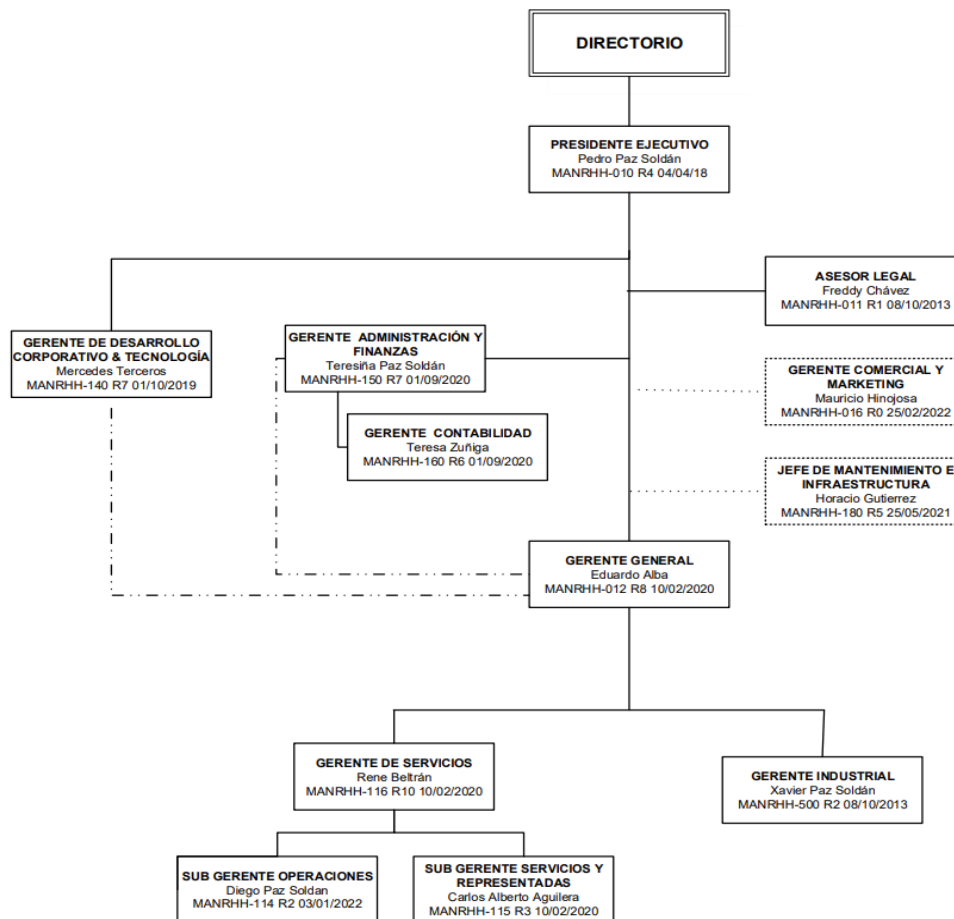 DIRECTORIO
PRESIDENTE EJECUTIVO
Pedro Paz Soldán
MANRHH-010 R4 04/04/18
ASESOR LEGAL
Freddy Chávez
MANRHH-011 R1 08/10/2013
GERENTE DE DESARROLLO
CORPORATIVO & TECNOLOGÍA
Mercedes Terceros
MANRHH-140 R7 01/10/2019
GERENTE ADMINISTRACIÓN Y
FINANZAS
Teresiña Paz Soldán
MANRHH-150 R7 01/09/2020
GERENTE COMERCIAL Y
MARKETING
Mauricio Hinojosa
MANRHH-016 R0 25/02/2022
GERENTE CONTABILIDAD
Teresa Zuñiga
MANRHH-160 R6 01/09/2020
JEFE DE MANTENIMIENTO E
INFRAESTRUCTURA
Horacio Gutierrez
MANRHH-180 R5 25/05/2021
GERENTE GENERAL
Eduardo Alba
MANRHH-012 R8 10/02/2020
GERENTE DE SERVICIOS
Rene Beltrán
MANRHH-116 R10 10/02/2020
GERENTE INDUSTRIAL
Xavier Paz Soldán
MANRHH-500 R2 08/10/2013
SUB GERENTE OPERACIONES
Diego Paz Soldan
MANRHH-114 R2 03/01/2022
SUB GERENTE SERVICIOS Y
REPRESENTADAS
Carlos Alberto Aguilera
MANRHH-115 R3 10/02/2020